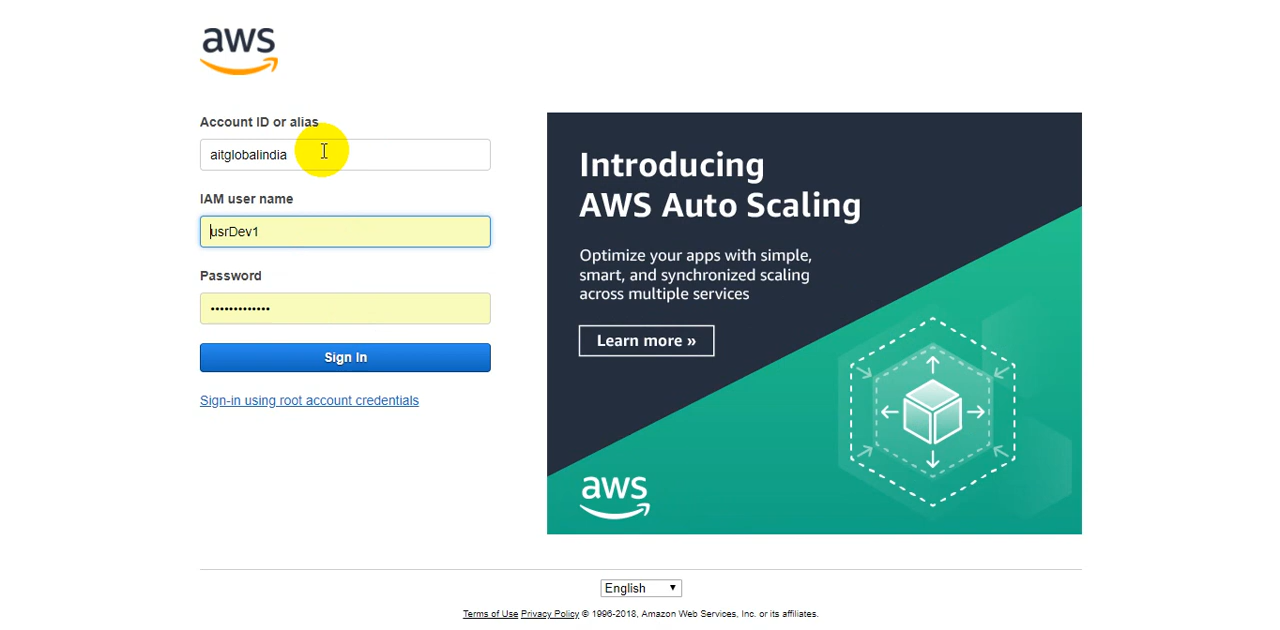 aws
Account ID or alias
aitglobalindia
IAM user name
usrDev1
Password
•••••••••••••
Sign In
Sign-in using root account credentials
Introducing
AWS Auto Scaling
Optimize your apps with simple,
smart, and synchronized scaling
across multiple services
Learn more »
aws
English
Terms of Use Privacy Policy © 1996-2018, Amazon Web Services, Inc. or its affiliates.